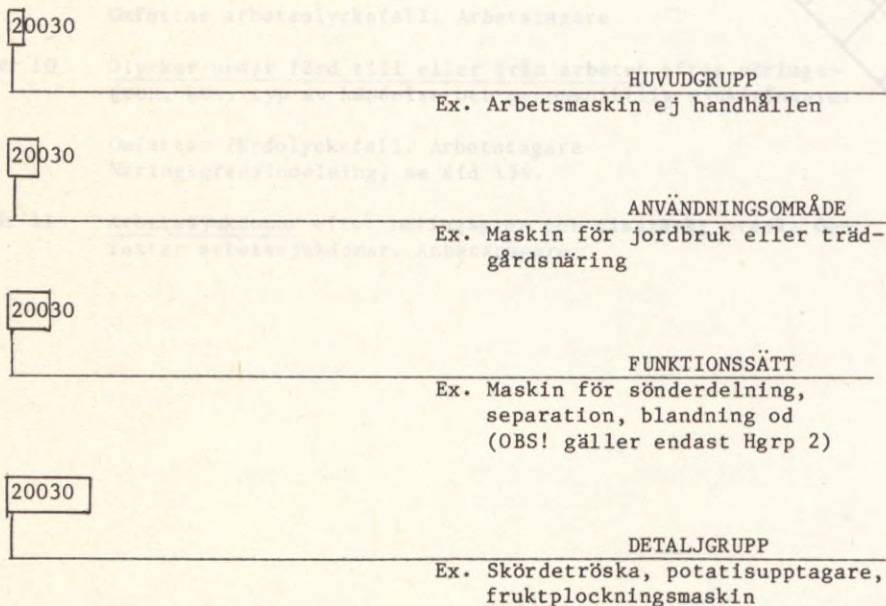 20030
HUVUDGRUPP
Ex. Arbetsmaskin ej handhållen
20030
ANVÄNDNINGSOMRÅDE
Ex. Maskin för jordbruk eller träd-
gårdsnäring
20030
FUNKTIONSSÄTT
Ex. Maskin för sönderdelning,
separation, blandning od
(OBS! gäller endast Hgrp 2)
20030
DETALJGRUPP
Ex. Skördetröska, potatisupptagare,
fruktplockningsmaskin